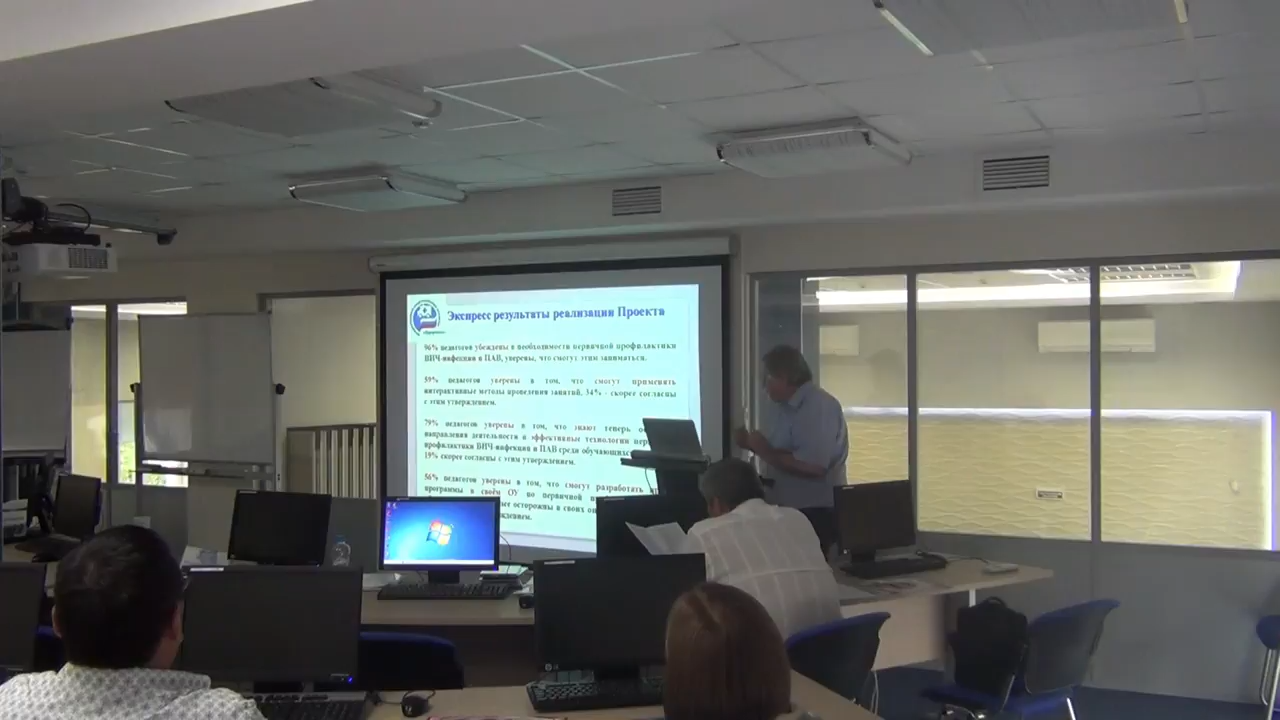 Экспресс результаты реализации Проекта
96% педагогов убеждены в необходимости первичной профилактики
ВИЧ-инфекции и ПАВ, уверены, что смогут этим заниматься.
59% педагогов уверены в том, что смогут применять
интерактивные методы проведения занятий, 34% - скорее согласны
с этим утверждением.
79% педагогов уверены в том, что знают теперь
направления деятельности и эффективные технологии
профилактики ВИЧ-инфекции и ПАВ среди обучающихся
19% скорее согласны с этим утверждением.
56% педагогов уверены в том, что смогут разработать
программы в своём ОУ по первичной
осторожны в своих